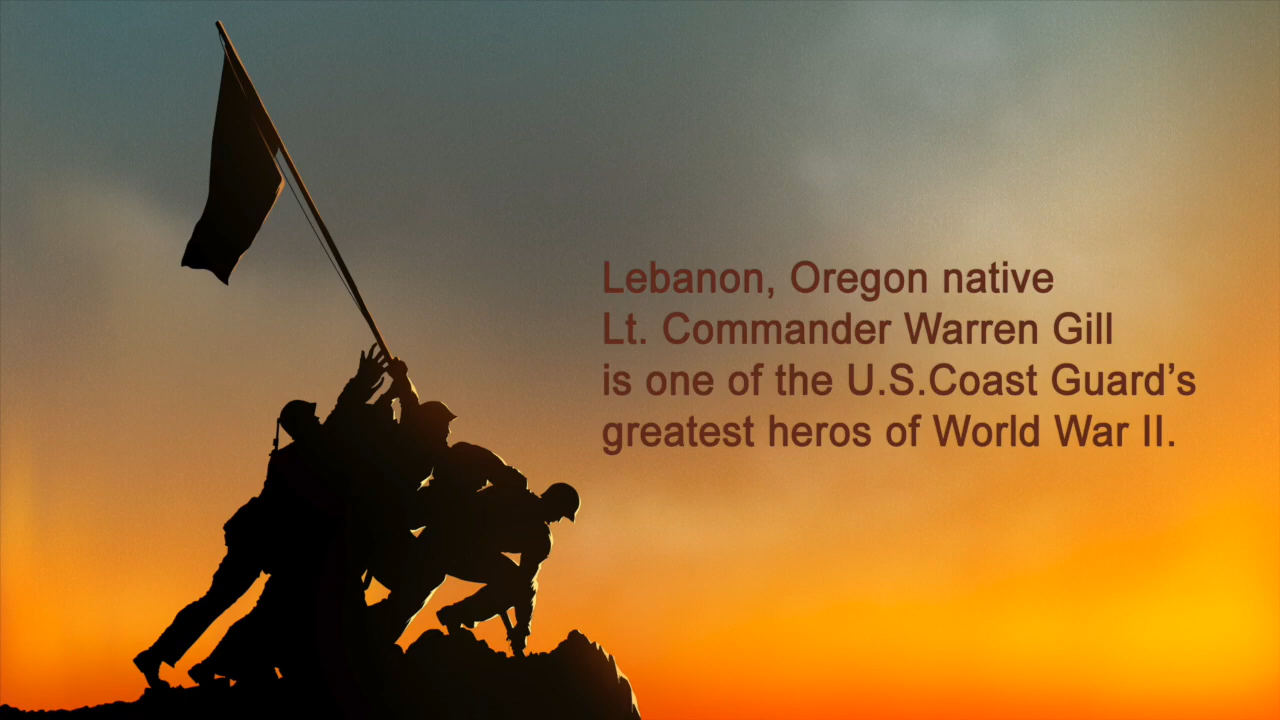 Lebanon, Oregon native
Lt. Commander Warren Gill
is one of the U.S.Coast Guard’s
greatest heros of World War II.